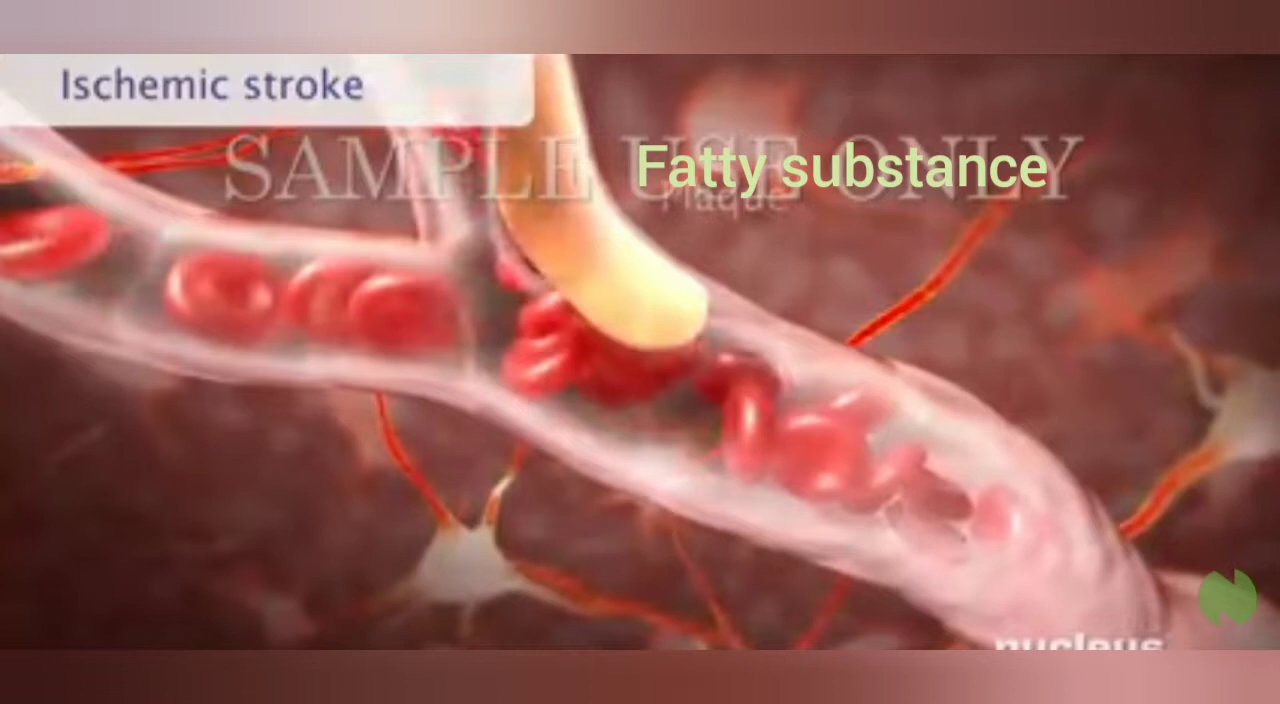 Ischemic stroke
SAMPLE USE ONLY
Fatty substance
Plaque
nucleus